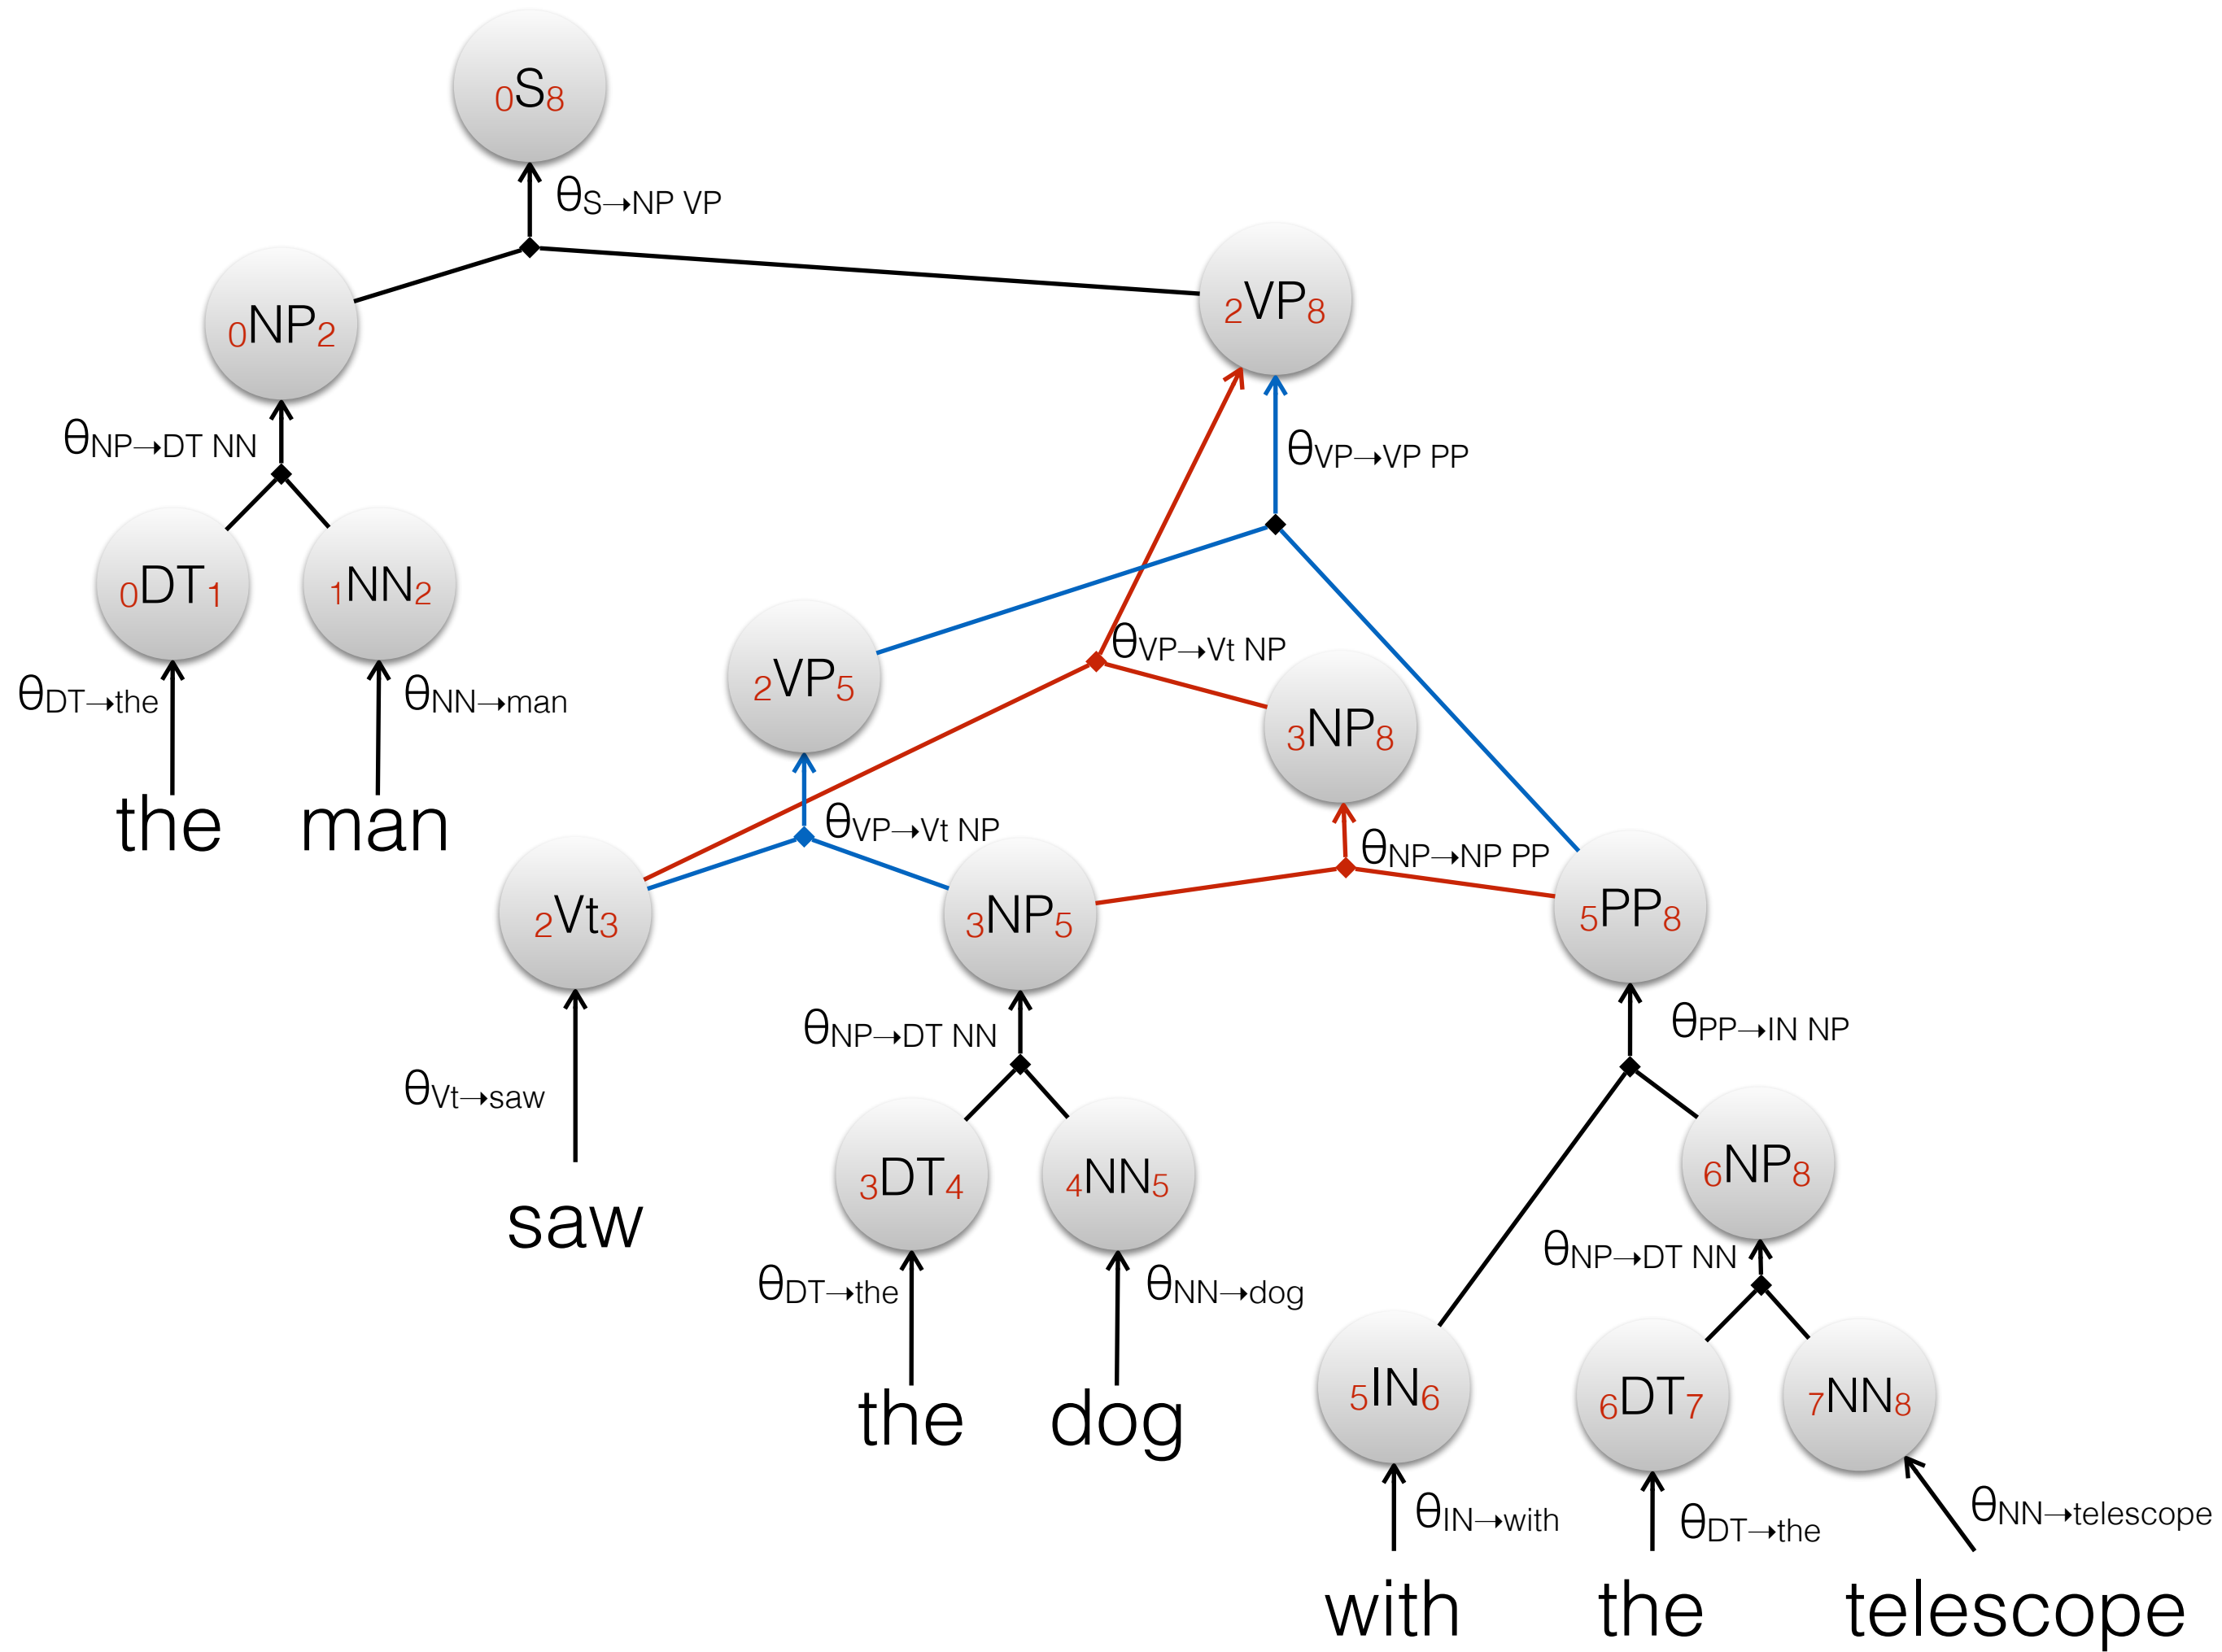 0S8
θS→NP VP
0NP2
2VP8
θNP→DT NN
θVP→VP PP
0DT1
1NN2
θVP→Vt NP
2VP5
3NP8
θDT→the
θNN→man
the man
θVP→Vt NP
θNP→NP PP
2Vt3
3NP5
5PP8
θNP→DT NN
θPP→IN NP
θVt→saw
3DT4
4NN5
6NP8
saw
θNP→DT NN
θDT→the
θNN→dog
5IN6
6DT7
7NN8
the dog
θIN→with
θDT→the
θNN→telescope
with the telescope